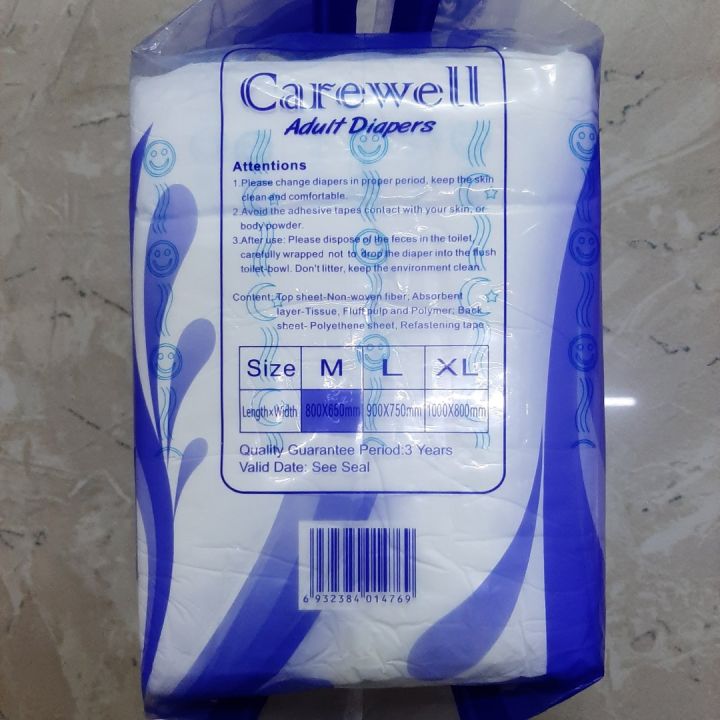 Carewell
Adult Diapers
Attentions
1.Please change diapers in proper period, keep the skin
clean and comfortable.
2.Avoid the adhesive tapes contact with your skin, or
body powder.
3.After use: Please dispose of the feces in the toilet,
carefully wrapped not to drop the diaper into the flush
toilet-bowl. Don't litter, keep the environment clean
Content: Top sheet-Non-woven fiber, Absorbent
layer-Tissue, Fluff pulp and Polymer; Back
sheet- Polyethene sheet, Refastening tape
Size M L XL
Length×Width 800X650mm 900X750mm 1000X800mm
Quality Guarantee Period:3 Years
Valid Date: See Seal
6 932384 014769